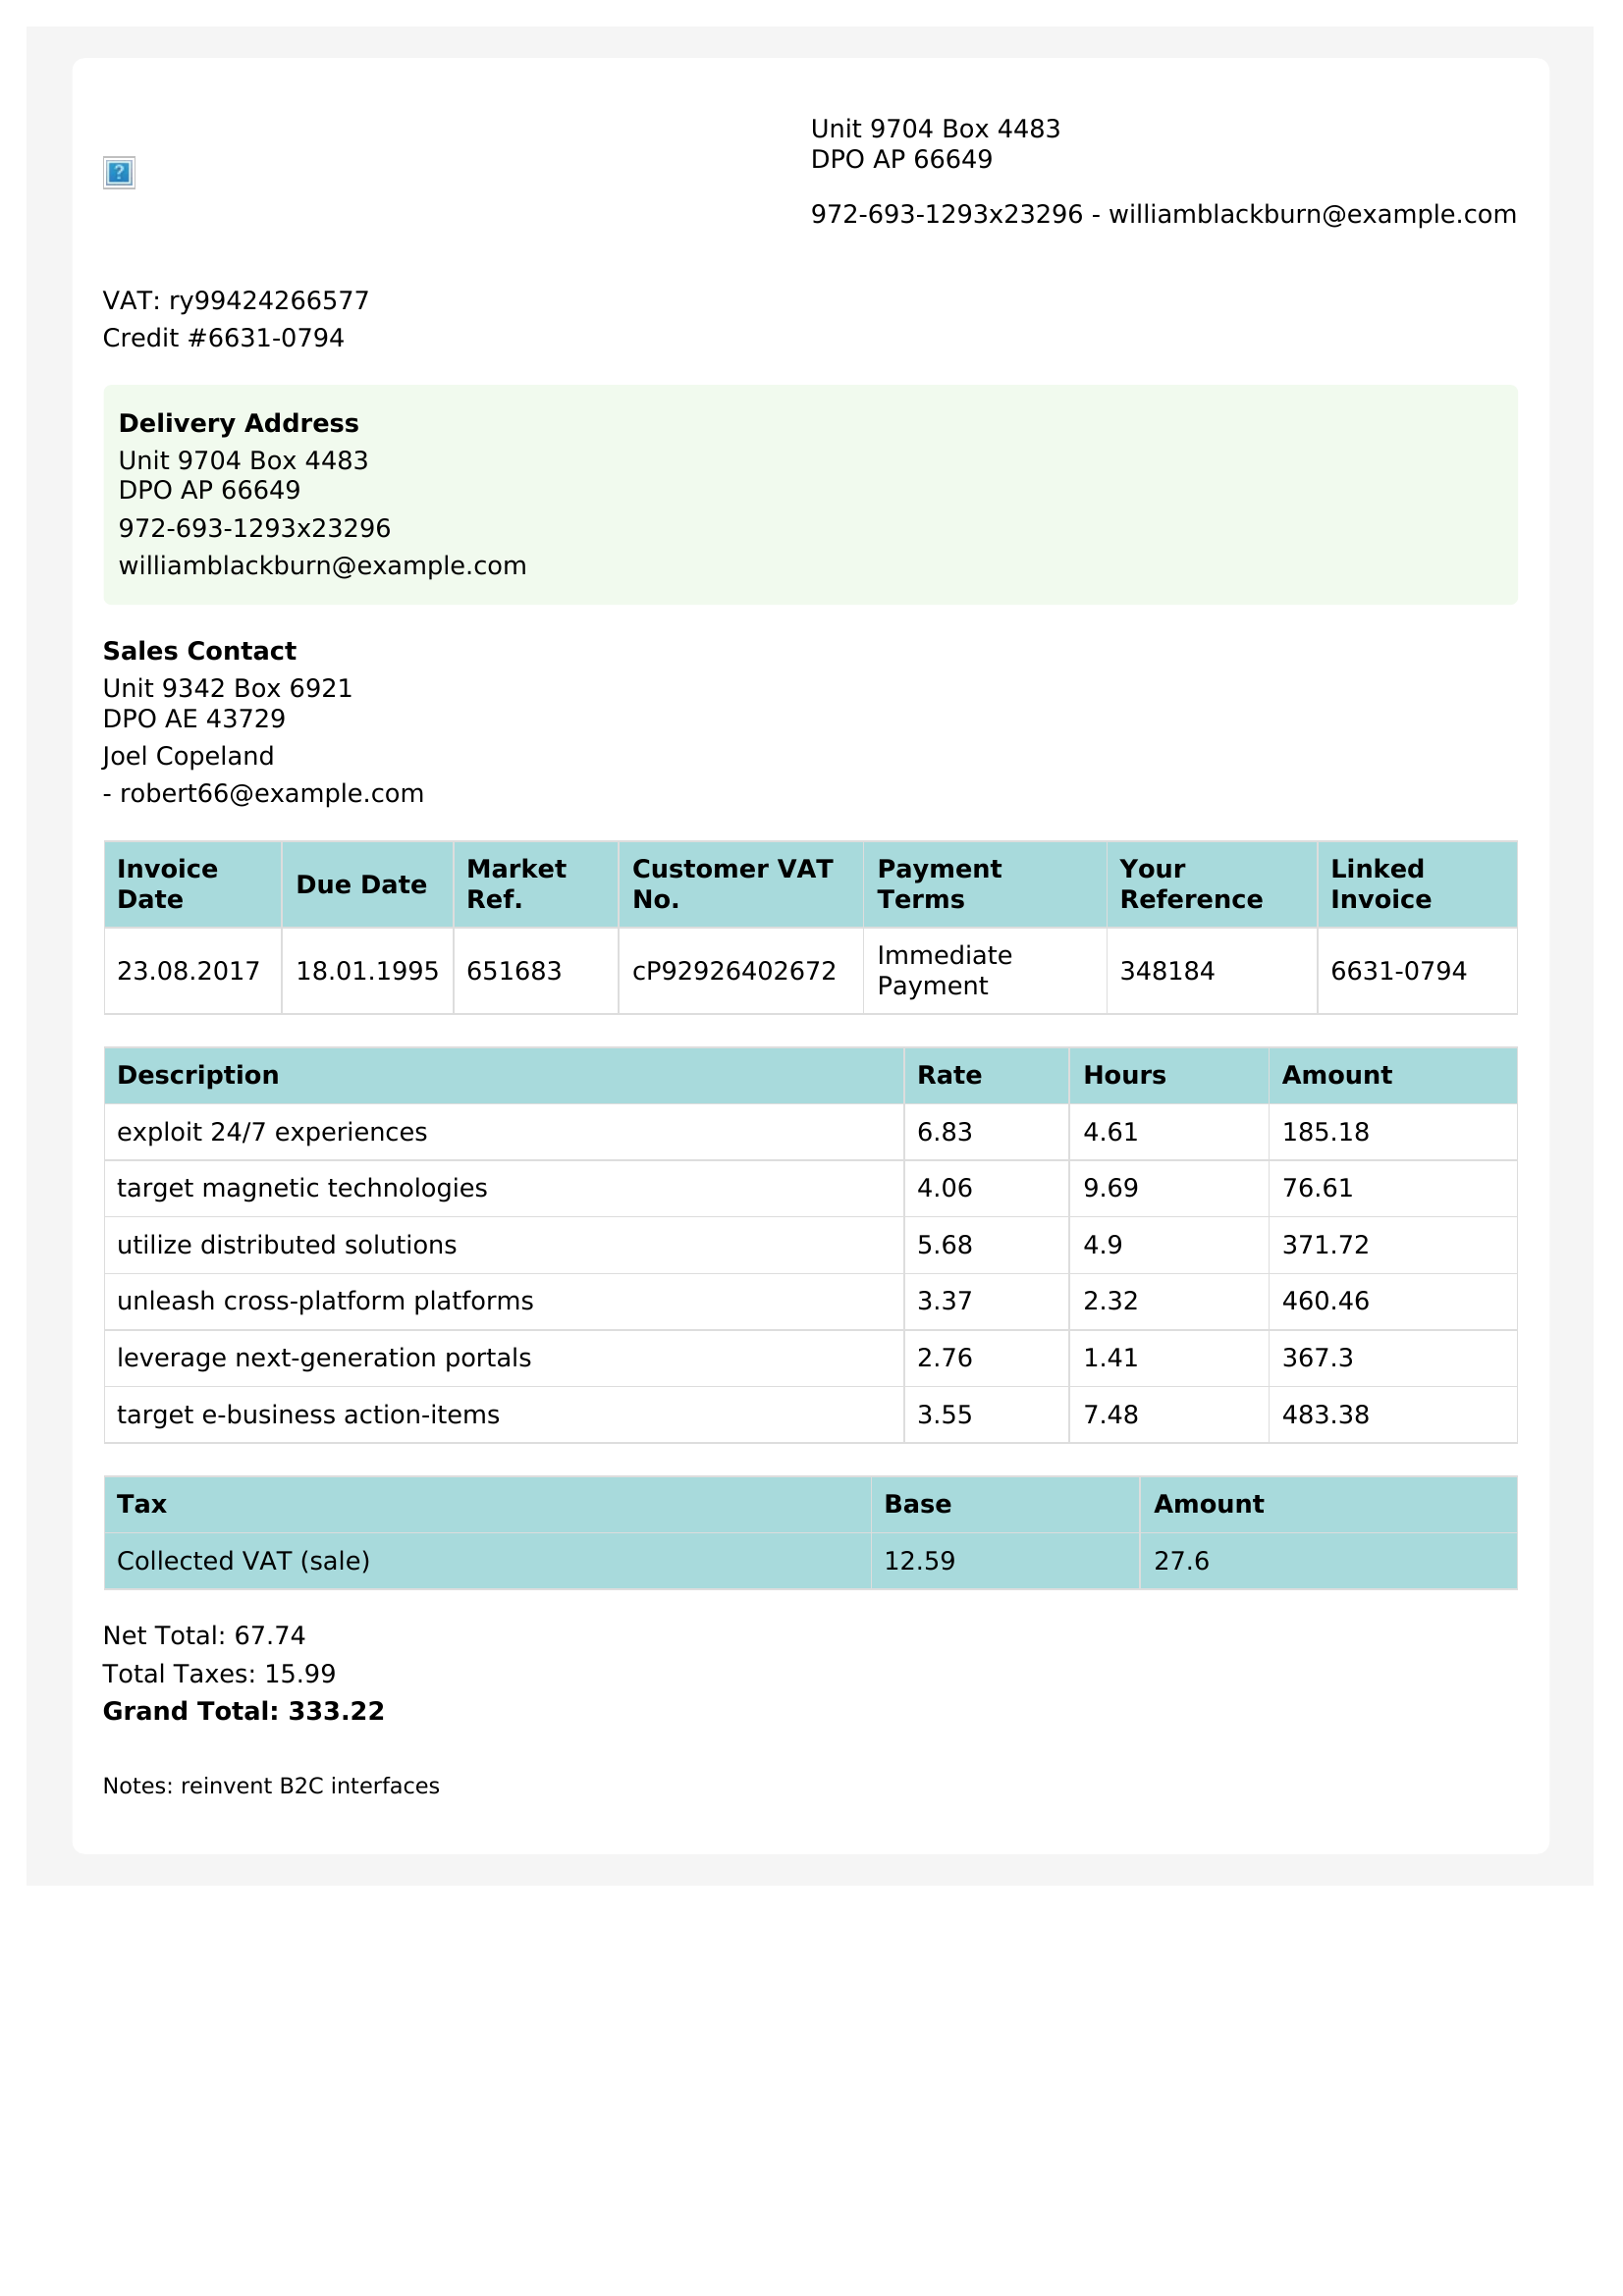 Unit 9704 Box 4483
DPO AP 66649
972-693-1293x23296 - williamblackburn@example.com
VAT: ry99424266577
Credit #6631-0794
Delivery Address
Unit 9704 Box 4483
DPO AP 66649
972-693-1293x23296
williamblackburn@example.com
Sales Contact
Unit 9342 Box 6921
DPO AE 43729
Joel Copeland
- robert66@example.com
Invoice Date Due Date Market Ref. Customer VAT No. Payment Terms Your Reference Linked Invoice
23.08.2017 18.01.1995 651683 cP92926402672 Immediate Payment 348184 6631-0794
Description Rate Hours Amount
exploit 24/7 experiences 6.83 4.61 185.18
target magnetic technologies 4.06 9.69 76.61
utilize distributed solutions 5.68 4.9 371.72
unleash cross-platform platforms 3.37 2.32 460.46
leverage next-generation portals 2.76 1.41 367.3
target e-business action-items 3.55 7.48 483.38
Tax Base Amount
Collected VAT (sale) 12.59 27.6
Net Total: 67.74
Total Taxes: 15.99
Grand Total: 333.22
Notes: reinvent B2C interfaces